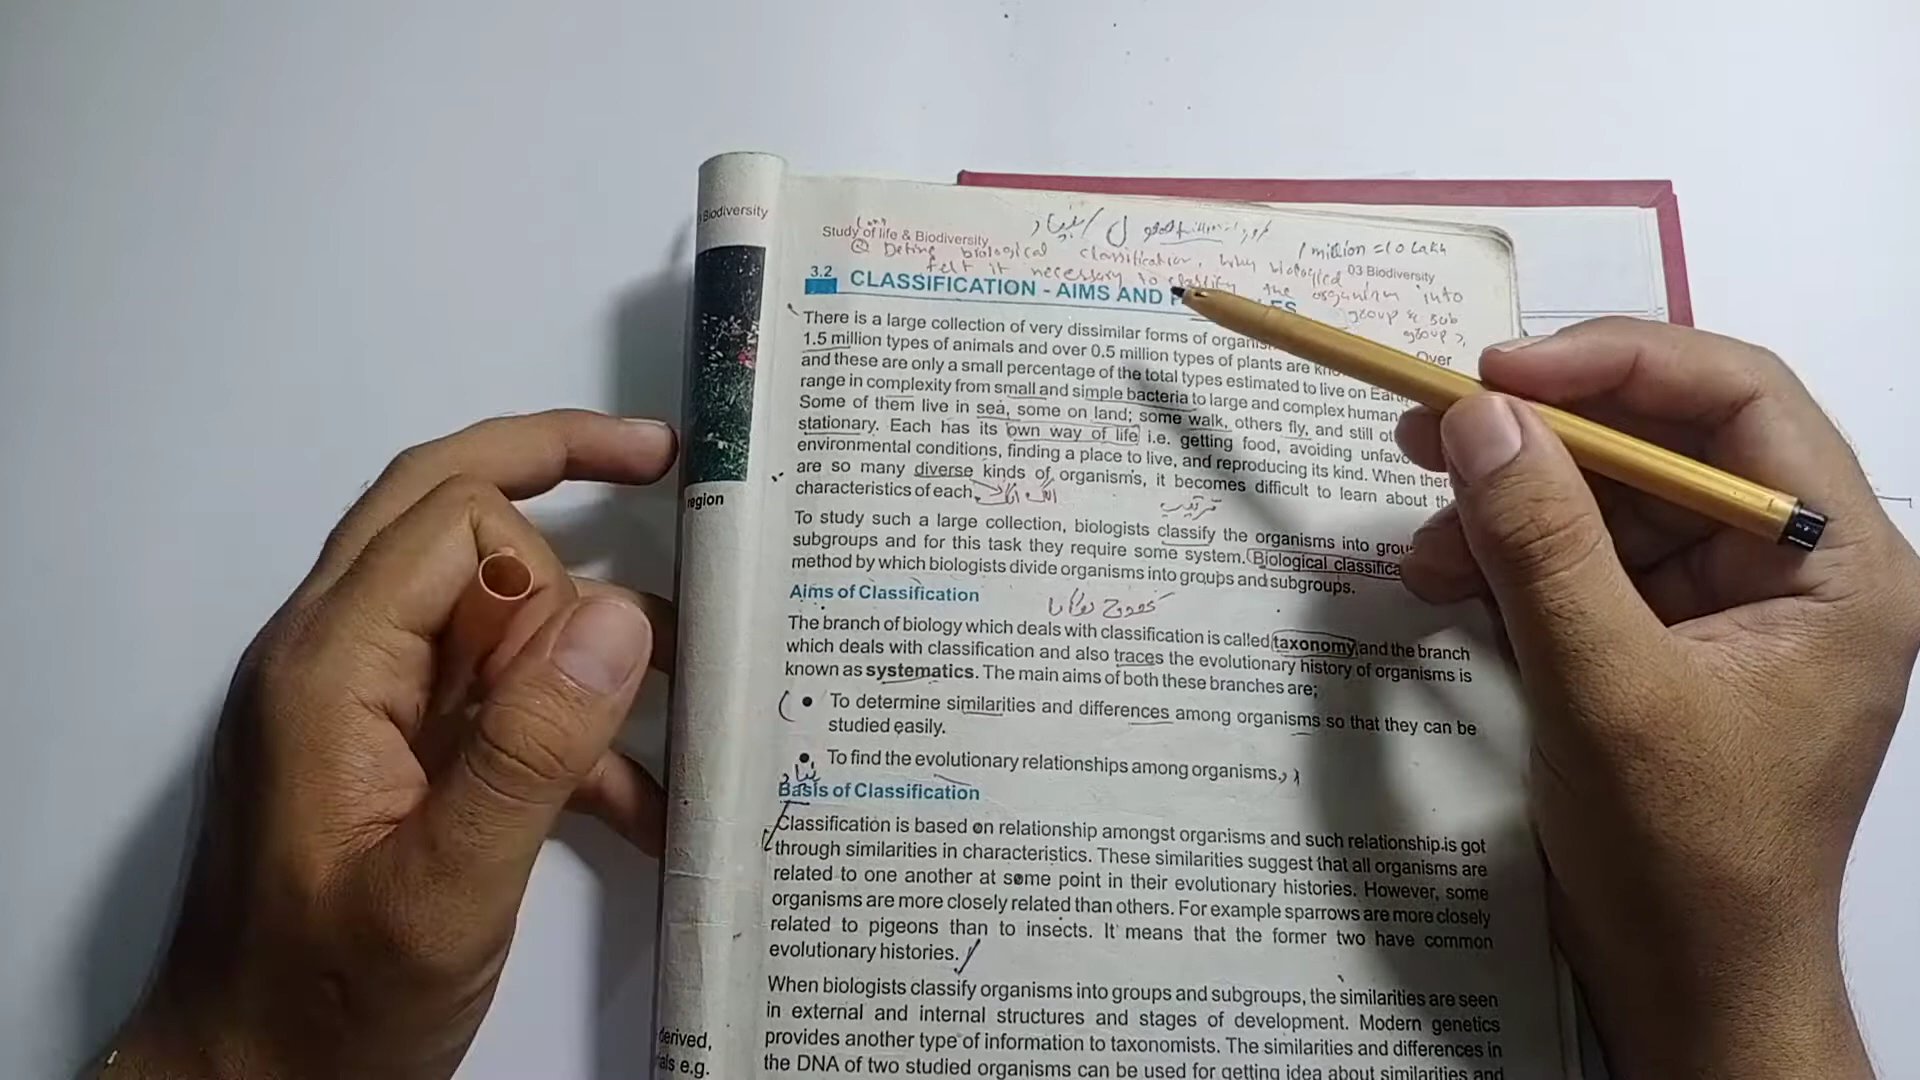 Biodiversity
region
derived,
als e.g.
Long
Study of life & Biodiversity
1 million = 10 Lakh
Q Define biological classification, why biologied
03 Biodiversity
felt it necessary to classify the organism into
group & sub
group?
3.2
CLASSIFICATION - AIMS AND
There is a large collection of very dissimilar forms of Over
1.5 million types of animals and over 0.5 million types of plants are
and these are only a small percentage of the total types estimated to live on
range in complexity from small and simple bacteria to large and complex human
Some of them live in sea, some on land; some walk, others fly, and still
stationary. Each has its own way of life i.e. getting food, avoiding
environmental conditions, finding a place to live, and reproducing its kind. When
are so many diverse kinds of organisms, it becomes difficult to learn about
characteristics of each.
To study such a large collection, biologists classify the organisms into
subgroups and for this task they require some system. Biological
method by which biologists divide organisms into groups and subgroups.
Aims of Classification
The branch of biology which deals with classification is called taxonomy and the branch
which deals with classification and also traces the evolutionary history of organisms is
known as systematics. The main aims of both these branches are;
• To determine similarities and differences among organisms so that they can be
studied easily.
• To find the evolutionary relationships among organisms.
Basis of Classification
Classification is based on relationship amongst organisms and such relationship is got
through similarities in characteristics. These similarities suggest that all organisms are
related to one another at some point in their evolutionary histories. However, some
organisms are more closely related than others. For example sparrows are more closely
related to pigeons than to insects. It means that the former two have common
evolutionary histories.
When biologists classify organisms into groups and subgroups, the similarities are seen
in external and internal structures and stages of development. Modern genetics
provides another type of information to taxonomists. The similarities and differences in
the DNA of two studied organisms can be used for getting idea about similarities and